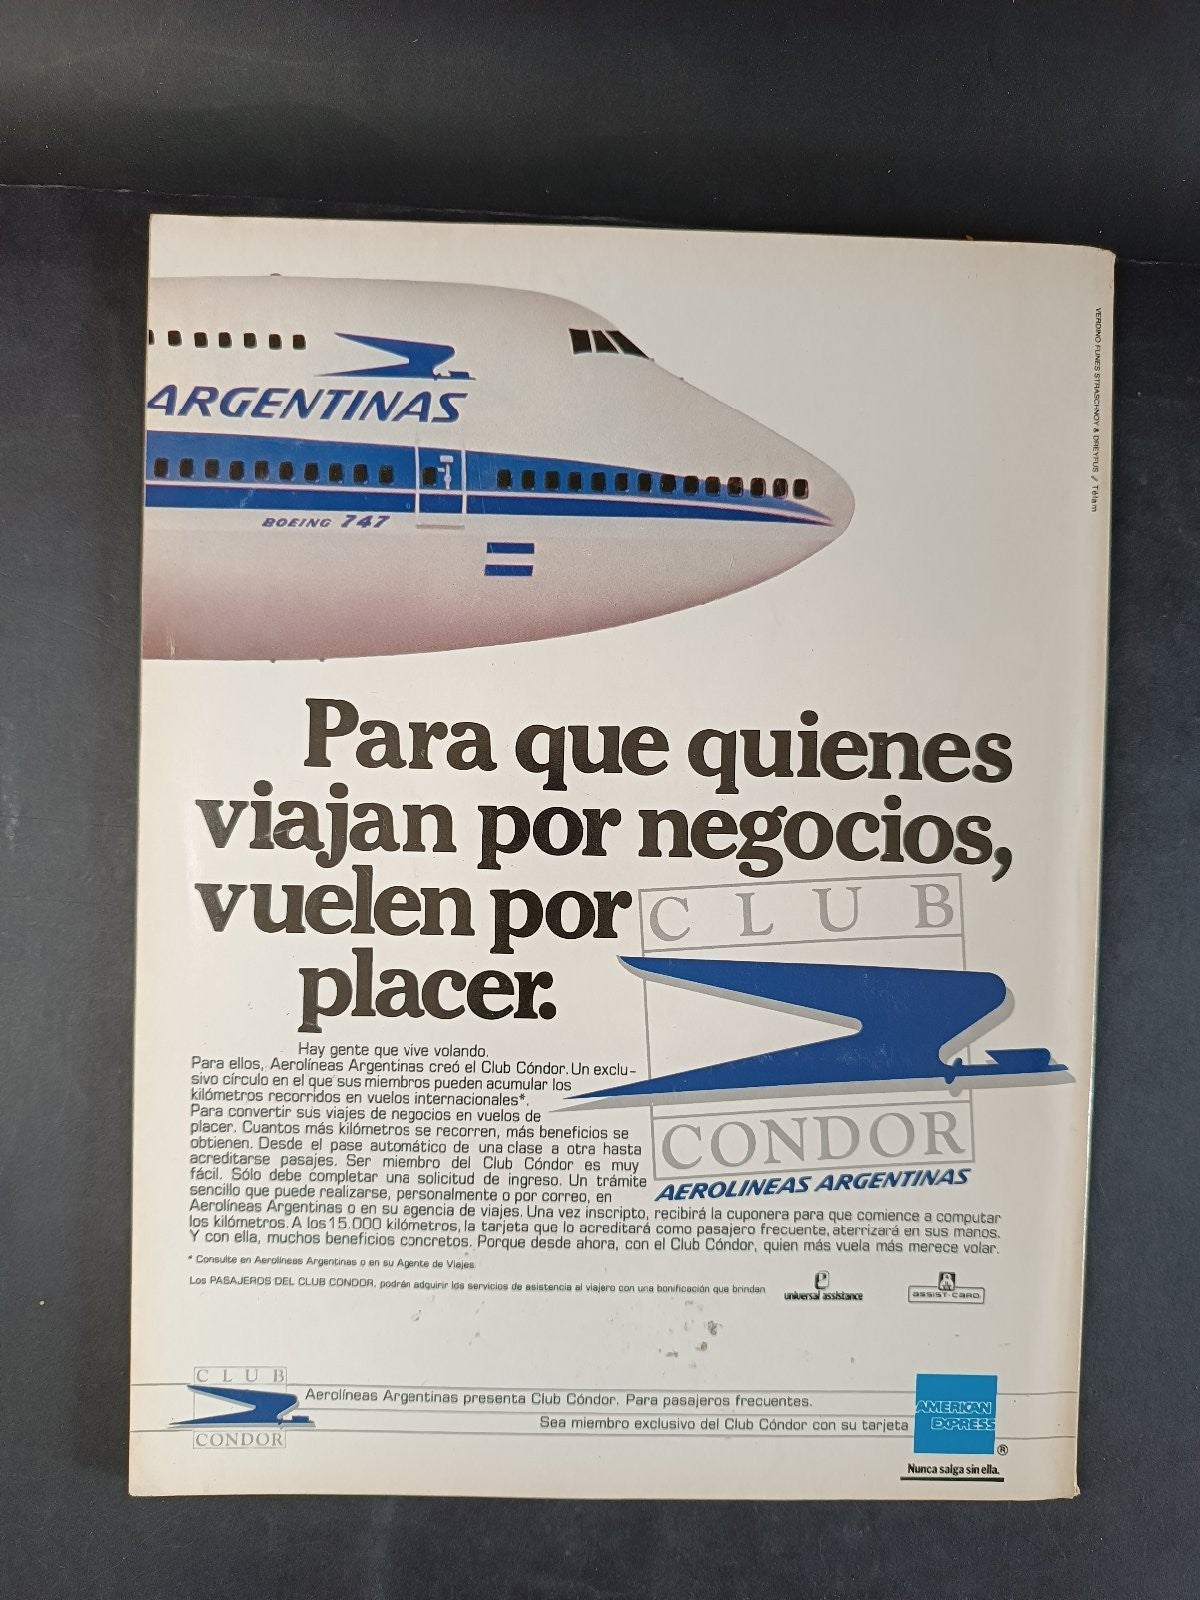 ARGENTINAS
BOEING 747
VERDINO FUNES STRASCHNOY & DREYFUS // Télam
Para que quienes
viajan por negocios,
vuelen por
placer.
CLUB
CONDOR
AEROLINEAS ARGENTINAS
Hay gente que vive volando.
Para ellos, Aerolíneas Argentinas creó el Club Cóndor. Un exclu-
sivo círculo en el que sus miembros pueden acumular los
kilómetros recorridos en vuelos internacionales*.
Para convertir sus viajes de negocios en vuelos de
placer. Cuantos más kilómetros se recorren, más beneficios se
obtienen. Desde el pase automático de una clase a otra hasta
acreditarse pasajes. Ser miembro del Club Cóndor es muy
fácil. Sólo debe completar una solicitud de ingreso. Un trámite
sencillo que puede realizarse, personalmente o por correo, en
Aerolíneas Argentinas o en su agencia de viajes. Una vez inscripto, recibirá la cuponera para que comience a computar
los kilómetros. A los 15.000 kilómetros, la tarjeta que lo acreditará como pasajero frecuente, aterrizará en sus manos.
Y con ella, muchos beneficios concretos. Porque desde ahora, con el Club Cóndor, quien más vuela más merece volar.
* Consulte en Aerolíneas Argentinas o en su Agente de Viajes.
Los PASAJEROS DEL CLUB CONDOR, podrán adquirir los servicios de asistencia al viajero con una bonificación que brindan
universal assistance
ASSIST-CARD
CLUB
CONDOR
Aerolíneas Argentinas presenta Club Cóndor. Para pasajeros frecuentes.
Sea miembro exclusivo del Club Cóndor con su tarjeta
AMERICAN
EXPRESS
®
Nunca salga sin ella.